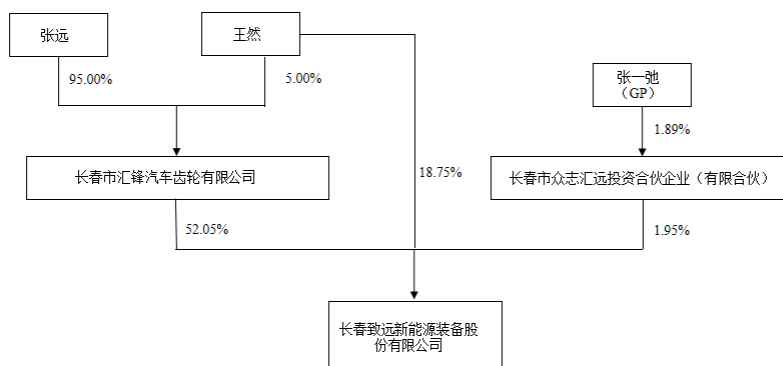 张远
王然
95.00%
5.00%
张一弛
（GP）
1.89%
长春市汇锋汽车齿轮有限公司
18.75%
长春市众志汇远投资合伙企业（有限合伙）
52.05%
1.95%
长春致远新能源装备股
份有限公司